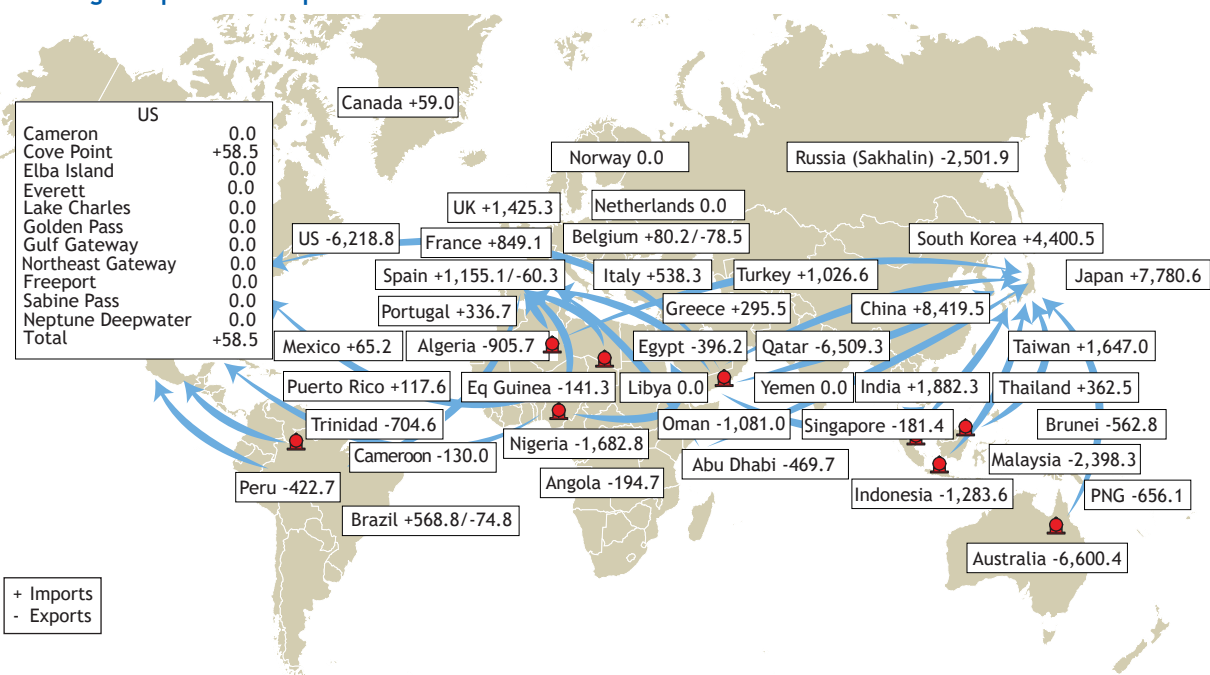 Canada +59.0
US
Cameron 0.0
Cove Point +58.5
Elba Island 0.0
Everett 0.0
Lake Charles 0.0
Golden Pass 0.0
Gulf Gateway 0.0
Northeast Gateway 0.0
Freeport 0.0
Sabine Pass 0.0
Neptune Deepwater 0.0
Total +58.5
Norway 0.0
Russia (Sakhalin) -2,501.9
UK +1,425.3
Netherlands 0.0
US -6,218.8
France +849.1
Belgium +80.2/-78.5
South Korea +4,400.5
Spain +1,155.1/-60.3
Italy +538.3
Turkey +1,026.6
Japan +7,780.6
Portugal +336.7
Greece +295.5
China +8,419.5
Mexico +65.2
Algeria -905.7
Egypt -396.2
Qatar -6,509.3
Taiwan +1,647.0
Puerto Rico +117.6
Eq Guinea -141.3
Libya 0.0
Yemen 0.0
India +1,882.3
Thailand +362.5
Trinidad -704.6
Oman -1,081.0
Singapore -181.4
Brunei -562.8
Nigeria -1,682.8
Cameroon -130.0
Abu Dhabi -469.7
Malaysia -2,398.3
Peru -422.7
Angola -194.7
Indonesia -1,283.6
PNG -656.1
Brazil +568.8/-74.8
Australia -6,600.4
+ Imports
- Exports